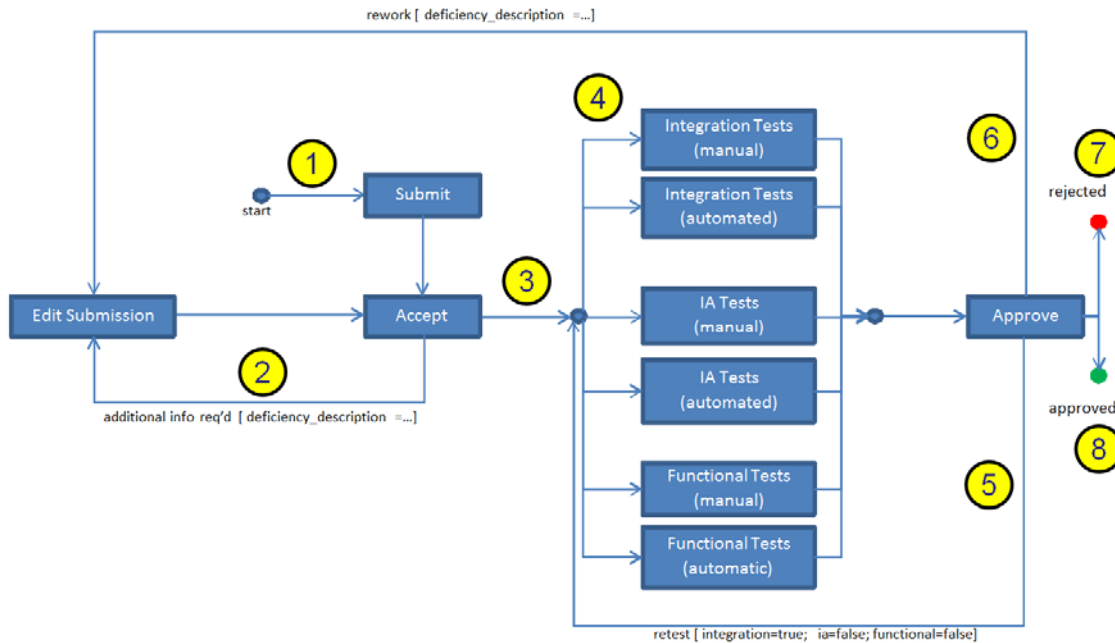 rework [ deficiency_description =...]
4
Integration Tests
(manual)
6
7
1
Submit
Integration Tests
(automated)
rejected
start
3
Edit Submission
Accept
IA Tests
(manual)
Approve
2
IA Tests
(automated)
additional info req'd [ deficiency_description =...]
approved
8
Functional Tests
(manual)
5
Functional Tests
(automatic)
retest [ integration=true; ia=false; functional=false]